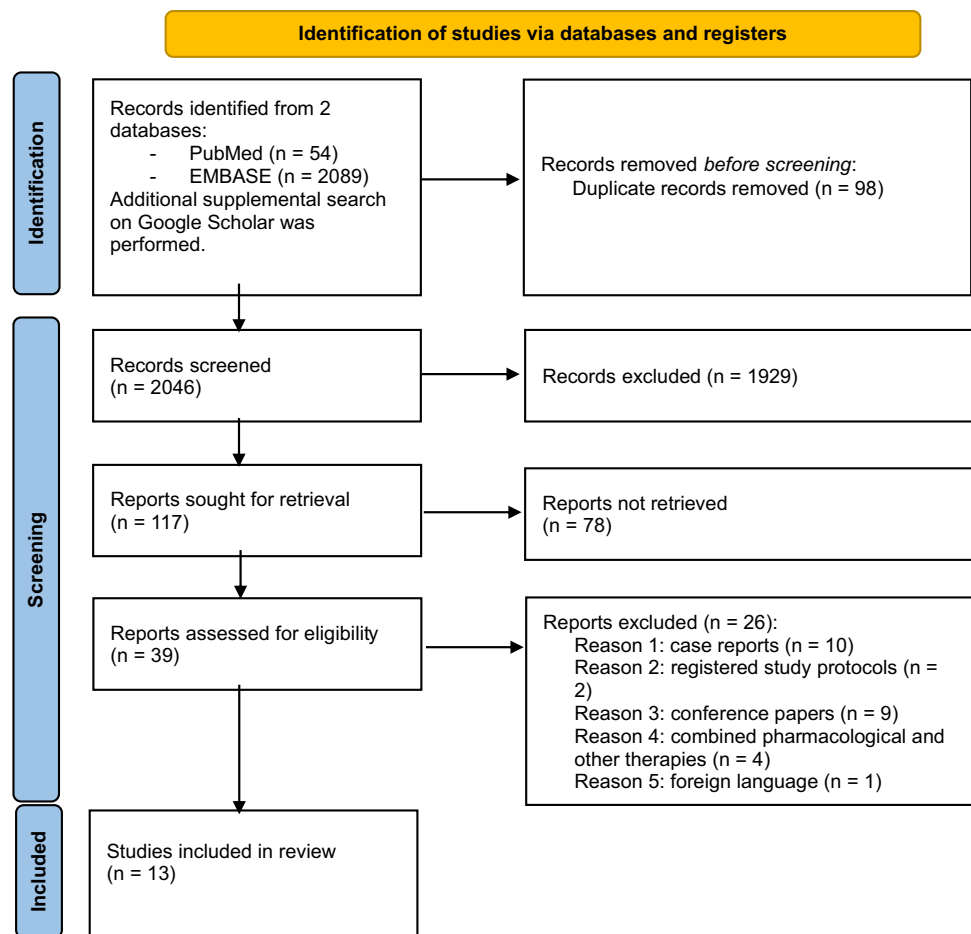 Identification of studies via databases and registers
Identification
Records identified from 2
databases:
- PubMed (n = 54)
- EMBASE (n = 2089)
Additional supplemental search
on Google Scholar was
performed.
Records removed before screening:
Duplicate records removed (n = 98)
Screening
Records screened
(n = 2046)
Records excluded (n = 1929)
Reports sought for retrieval
(n = 117)
Reports not retrieved
(n = 78)
Reports assessed for eligibility
(n = 39)
Reports excluded (n = 26):
Reason 1: case reports (n = 10)
Reason 2: registered study protocols (n =
2)
Reason 3: conference papers (n = 9)
Reason 4: combined pharmacological and
other therapies (n = 4)
Reason 5: foreign language (n = 1)
Included
Studies included in review
(n = 13)